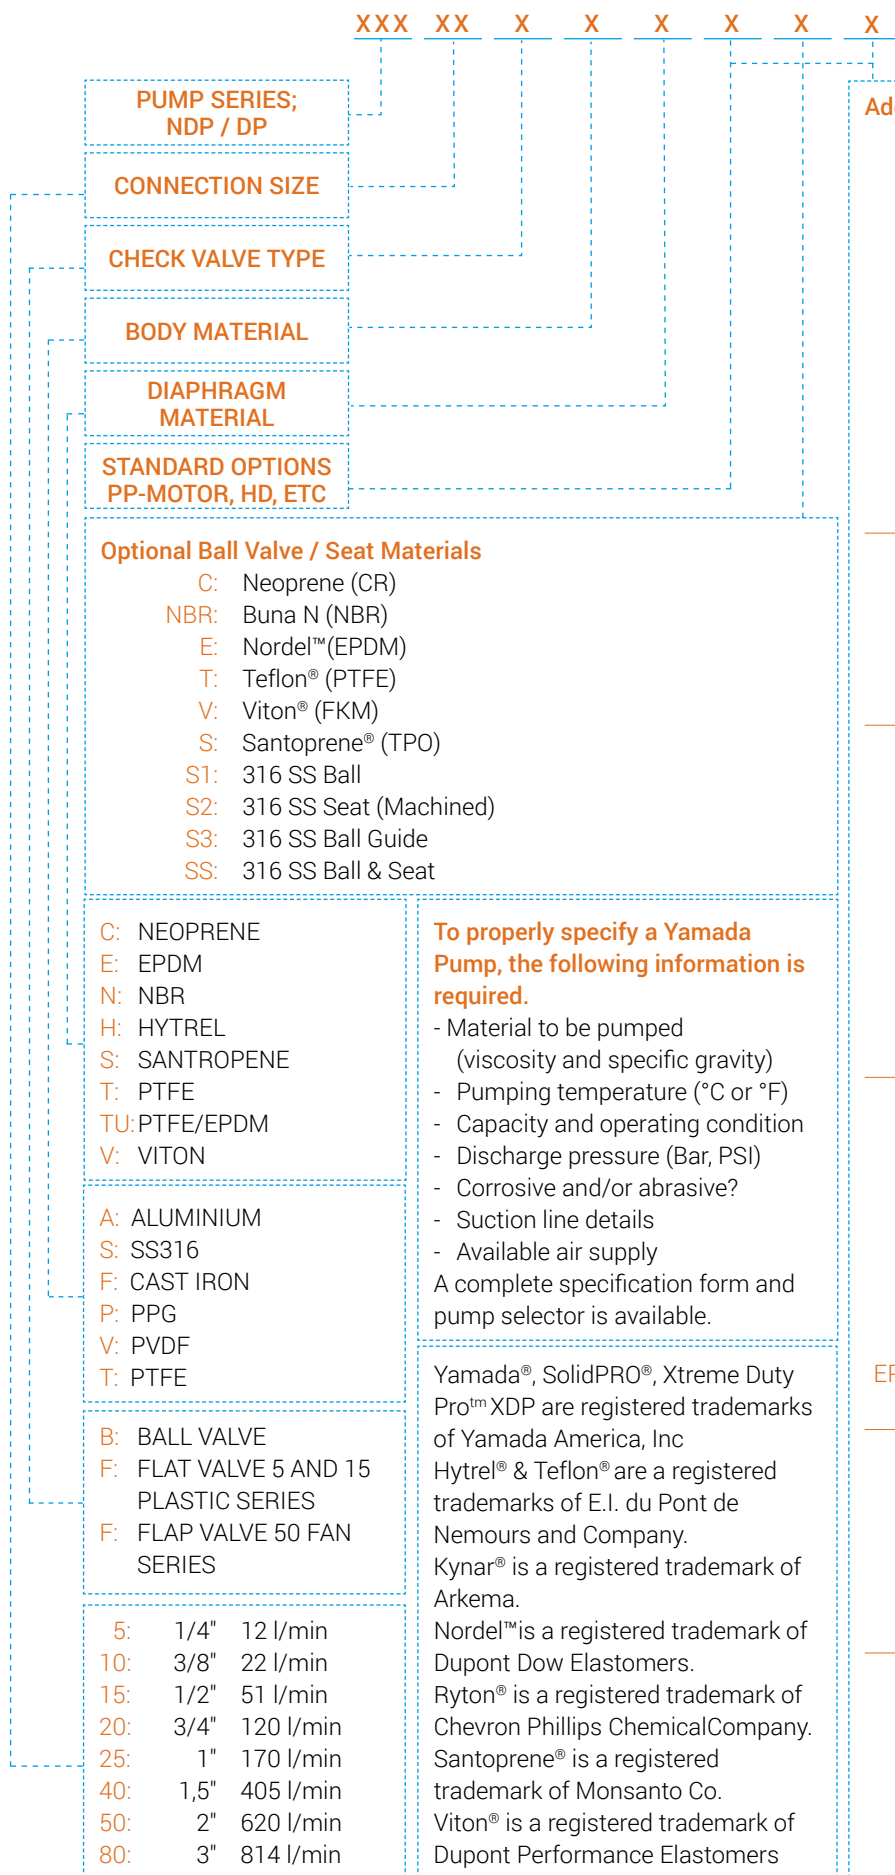 XXX XX X X X X X X
PUMP SERIES;
NDP / DP
CONNECTION SIZE
CHECK VALVE TYPE
BODY MATERIAL
DIAPHRAGM
MATERIAL
STANDARD OPTIONS
PP-MOTOR, HD, ETC
Optional Ball Valve / Seat Materials
C: Neoprene (CR)
NBR: Buna N (NBR)
E: Nordel™(EPDM)
T: Teflon® (PTFE)
V: Viton® (FKM)
S: Santoprene® (TPO)
S1: 316 SS Ball
S2: 316 SS Seat (Machined)
S3: 316 SS Ball Guide
SS: 316 SS Ball & Seat
C: NEOPRENE
E: EPDM
N: NBR
H: HYTREL
S: SANTROPENE
T: PTFE
TU: PTFE/EPDM
V: VITON
A: ALUMINIUM
S: SS316
F: CAST IRON
P: PPG
V: PVDF
T: PTFE
B: BALL VALVE
F: FLAT VALVE 5 AND 15
PLASTIC SERIES
F: FLAP VALVE 50 FAN
SERIES
5: 1/4" 12 l/min
10: 3/8" 22 l/min
15: 1/2" 51 l/min
20: 3/4" 120 l/min
25: 1" 170 l/min
40: 1,5" 405 l/min
50: 2" 620 l/min
80: 3" 814 l/min
To properly specify a Yamada
Pump, the following information is
required.
- Material to be pumped
(viscosity and specific gravity)
- Pumping temperature (°C or °F)
- Capacity and operating condition
- Discharge pressure (Bar, PSI)
- Corrosive and/or abrasive?
- Suction line details
- Available air supply
A complete specification form and
pump selector is available.
Yamada®, SolidPRO®, Xtreme Duty
Pro™ XDP are registered trademarks
of Yamada America, Inc
Hytrel® & Teflon® are a registered
trademarks of E.I. du Pont de
Nemours and Company.
Kynar® is a registered trademark of
Arkema.
Nordel™is a registered trademark of
Dupont Dow Elastomers.
Ryton® is a registered trademark of
Chevron Phillips ChemicalCompany.
Santoprene® is a registered
trademark of Monsanto Co.
Viton® is a registered trademark of
Dupont Performance Elastomers